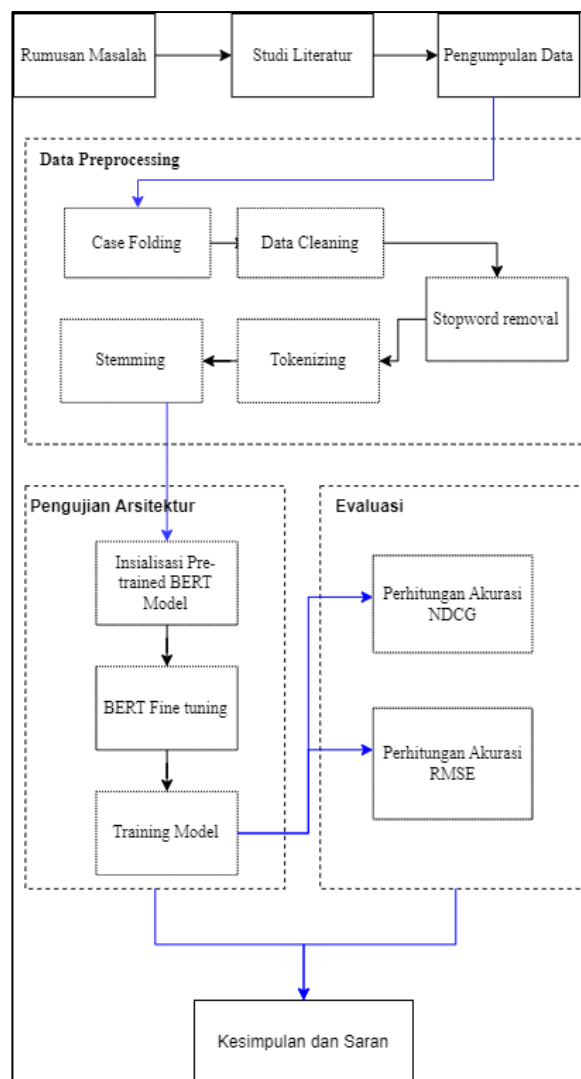 Rumusan Masalah
Studi Literatur
Pengumpulan Data
Data Preprocessing
Case Folding
Data Cleaning
Stopword removal
Tokenizing
Stemming
Pengujian Arsitektur
Insialisasi Pre-
trained BERT
Model
BERT Fine tuning
Training Model
Evaluasi
Perhitungan Akurasi
NDCG
Perhitungan Akurasi
RMSE
Kesimpulan dan Saran